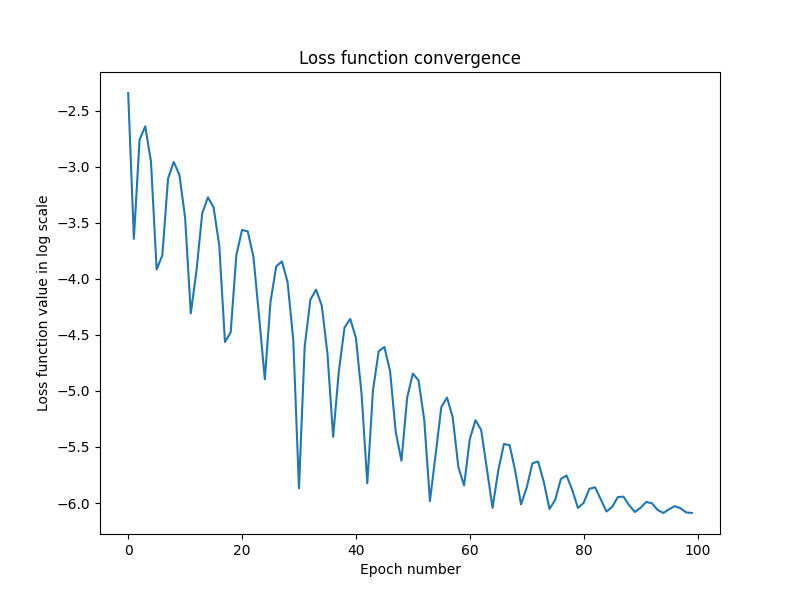 Loss function convergence
Loss function value in log scale
−2.5
−3.0
−3.5
−4.0
−4.5
−5.0
−5.5
−6.0
0 20 40 60 80 100
Epoch number